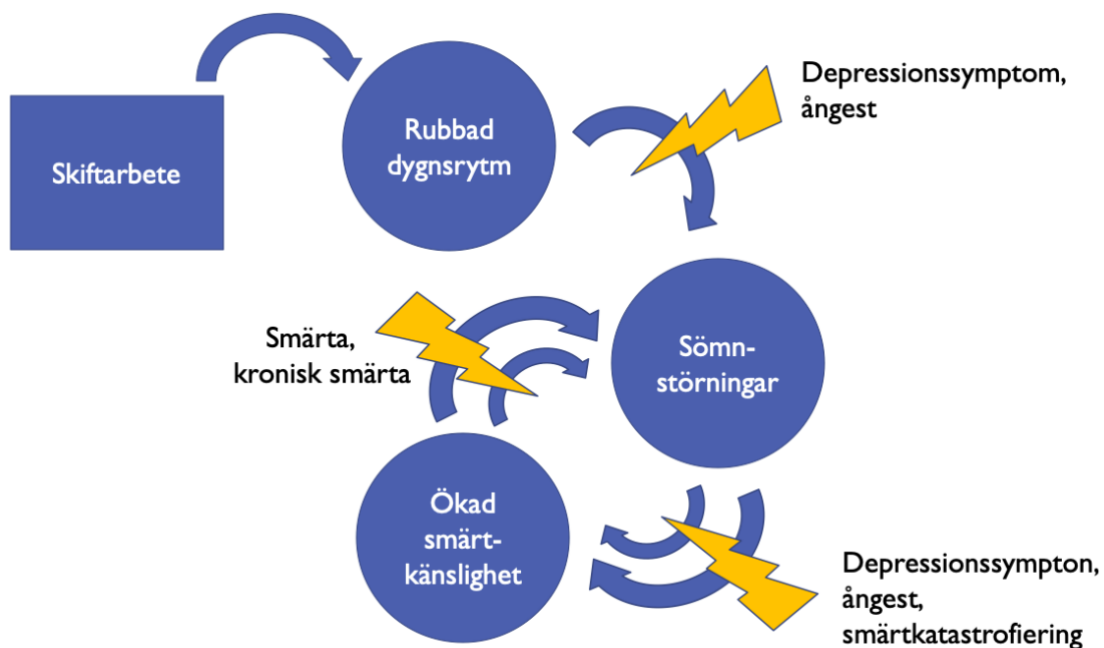 Skiftarbete
Rubbad
dygnsrytm
Depressionssymptom,
ångest
Smärta,
kronisk smärta
Sömn-
störningar
Ökad
smärt-
känslighet
Depressionssympton,
ångest,
smärtkatastrofiering